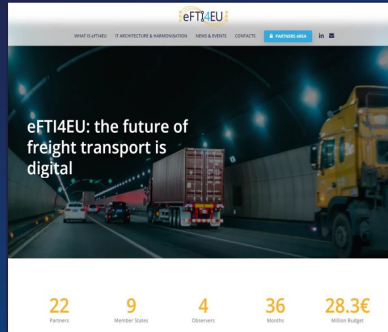 eFTI4EU
WHAT IS eFTI4EU IT ARCHITECTURE & HARMONISATION NEWS & EVENTS CONTACTS PARTNERS AREA in
eFTI4EU: the future of
freight transport is
digital
22 9 4 36 28.3€
Partners Member States Observers Months Million Budget